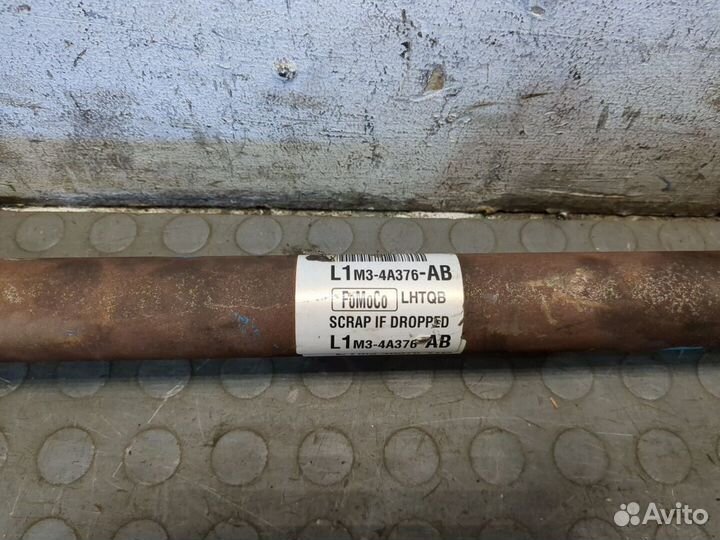 L1M3-4A376-AB
FoMoCo LHTQB
SCRAP IF DROPPED
L1M3-4A376-AB
Avito